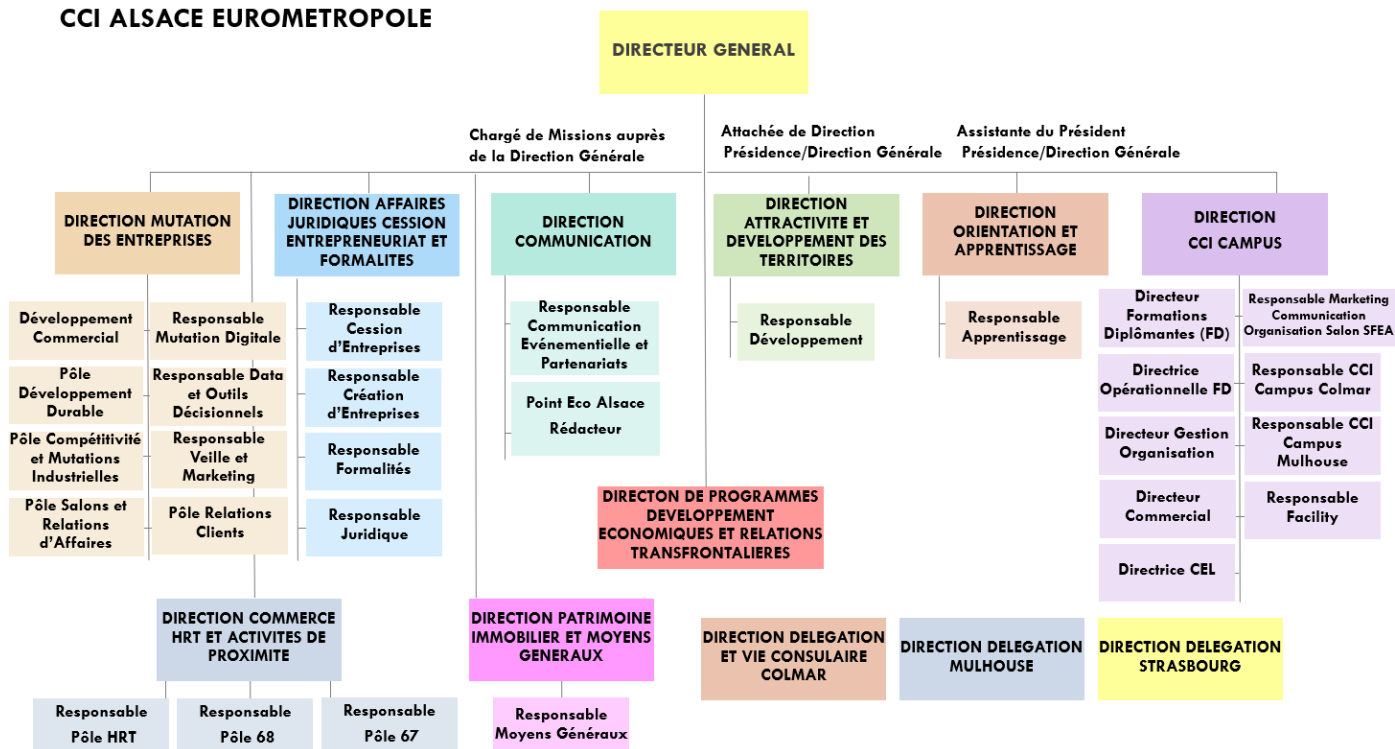 CCI ALSACE EUROMETROPOLE
DIRECTEUR GENERAL
Chargé de Missions auprès
de la Direction Générale
Attachée de Direction
Présidence/Direction Générale
Assistante du Président
Présidence/Direction Générale
DIRECTION MUTATION
DES ENTREPRISES
DIRECTION AFFAIRES
JURIDIQUES CESSION
ENTREPRENEURIAT ET
FORMALITES
DIRECTION
COMMUNICATION
DIRECTION
ATTRACTIVITE ET
DEVELOPPEMENT DES
TERRITOIRES
DIRECTION
ORIENTATION ET
APPRENTISSAGE
DIRECTION
CCI CAMPUS
Développement
Commercial
Pôle
Développement
Durable
Pôle Compétitivité
et Mutations
Industrielles
Pôle Salons et
Relations
d'Affaires
Responsable
Mutation Digitale
Responsable Data
et Outils
Décisionnels
Responsable
Veille et
Marketing
Pôle Relations
Clients
Responsable
Cession
d'Entreprises
Responsable
Création
d'Entreprises
Responsable
Formalités
Responsable
Juridique
Responsable
Communication
Evénementielle et
Partenariats
Point Eco Alsace
Rédacteur
Responsable
Développement
Responsable
Apprentissage
Directeur
Formations
Diplômantes (FD)
Directrice
Opérationnelle FD
Directeur Gestion
Organisation
Directeur
Commercial
Directrice CEL
Responsable Marketing
Communication
Organisation Salon SFEA
Responsable CCI
Campus Colmar
Responsable CCI
Campus
Mulhouse
Responsable
Facility
DIRECTON DE PROGRAMMES
DEVELOPPEMENT
ECONOMIQUES ET RELATIONS
TRANSFRONTALIERES
DIRECTION COMMERCE
HRT ET ACTIVITES DE
PROXIMITE
DIRECTION PATRIMOINE
IMMOBILIER ET MOYENS
GENERAUX
DIRECTION DELEGATION
ET VIE CONSULAIRE
COLMAR
DIRECTION DELEGATION
MULHOUSE
DIRECTION DELEGATION
STRASBOURG
Responsable
Pôle HRT
Responsable
Pôle 68
Responsable
Pôle 67
Responsable
Moyens Généraux